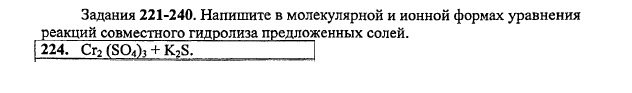 Задания 221-240. Напишите в молекулярной и ионной формах уравнения
реакций совместного гидролиза предложенных солей.
224. Cr₂ (SO₄)₃ + K₂S.